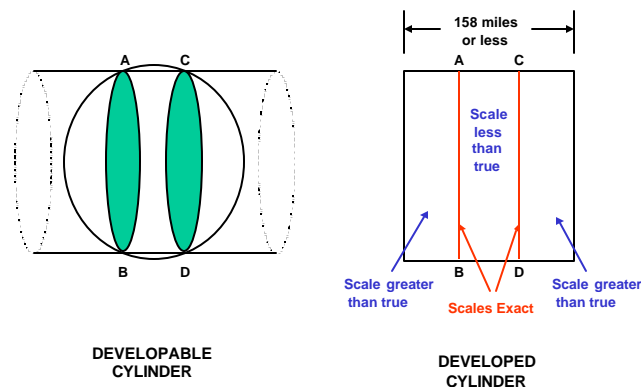 A
C
B
D
DEVELOPABLE
CYLINDER
158 miles
or less
A
C
Scale
less
than
true
B
D
Scale greater
than true
Scales Exact
Scale greater
than true
DEVELOPED
CYLINDER